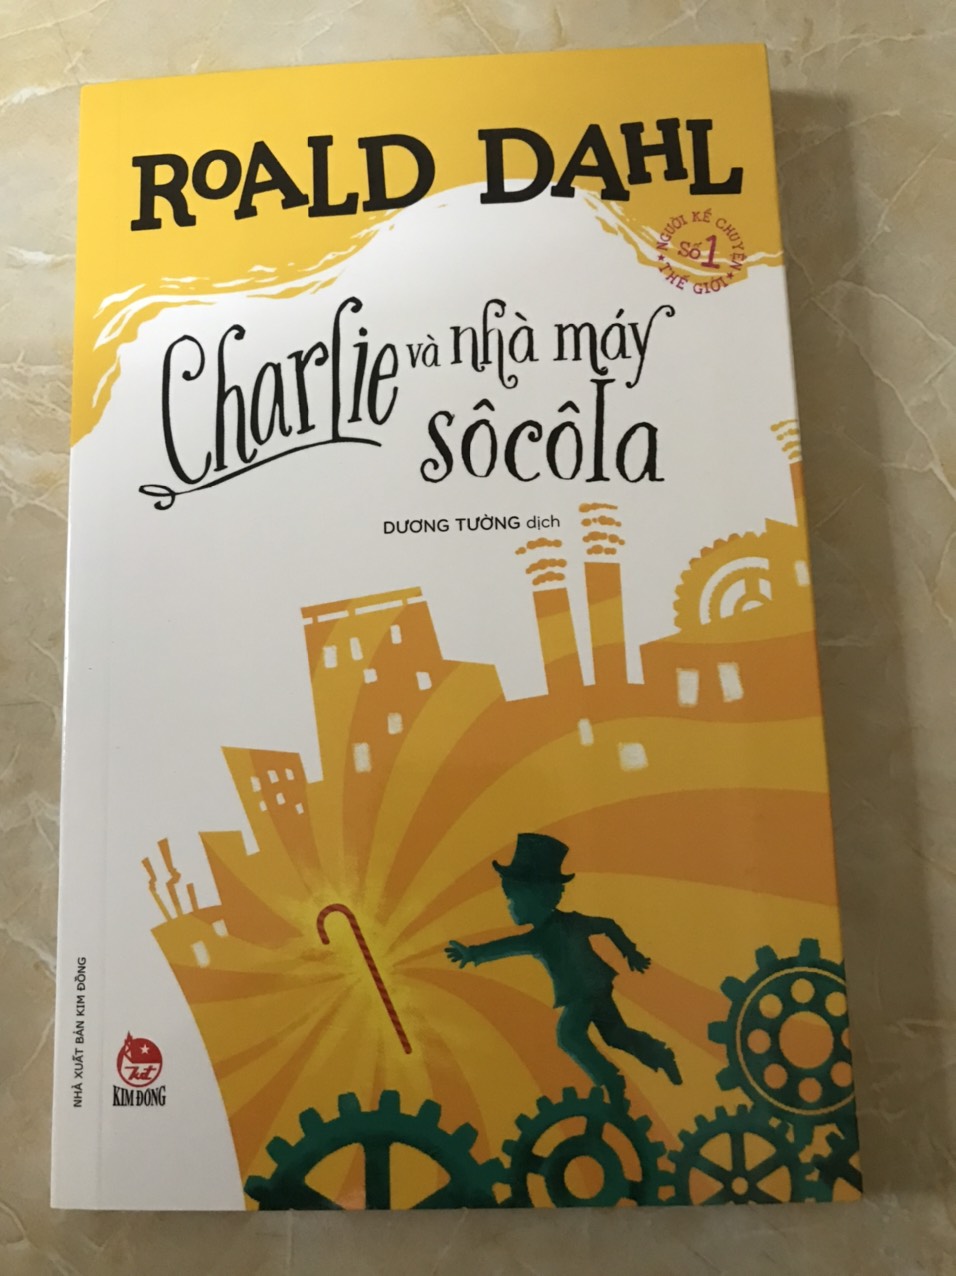 ROALD DAHL
NGƯỜI KỂ CHUYỆN
Số 1
THẾ GIỚI
Charlie và nhà máy
sôcôla
DƯƠNG TƯỜNG dịch
NHÀ XUẤT BẢN KIM ĐỒNG
KIM ĐỒNG